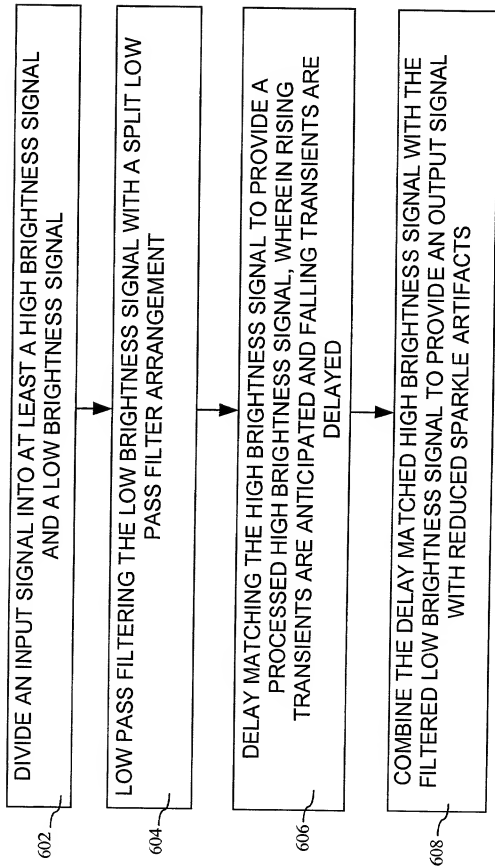 DIVIDE AN INPUT SIGNAL INTO AT LEAST A HIGH BRIGHTNESS SIGNAL
AND A LOW BRIGHTNESS SIGNAL
602
LOW PASS FILTERING THE LOW BRIGHTNESS SIGNAL WITH A SPLIT LOW
PASS FILTER ARRANGEMENT
604
DELAY MATCHING THE HIGH BRIGHTNESS SIGNAL TO PROVIDE A
PROCESSED HIGH BRIGHTNESS SIGNAL, WHEREIN RISING
TRANSIENTS ARE ANTICIPATED AND FALLING TRANSIENTS ARE
DELAYED
606
COMBINE THE DELAY MATCHED HIGH BRIGHTNESS SIGNAL WITH THE
FILTERED LOW BRIGHTNESS SIGNAL TO PROVIDE AN OUTPUT SIGNAL
WITH REDUCED SPARKLE ARTIFACTS
608